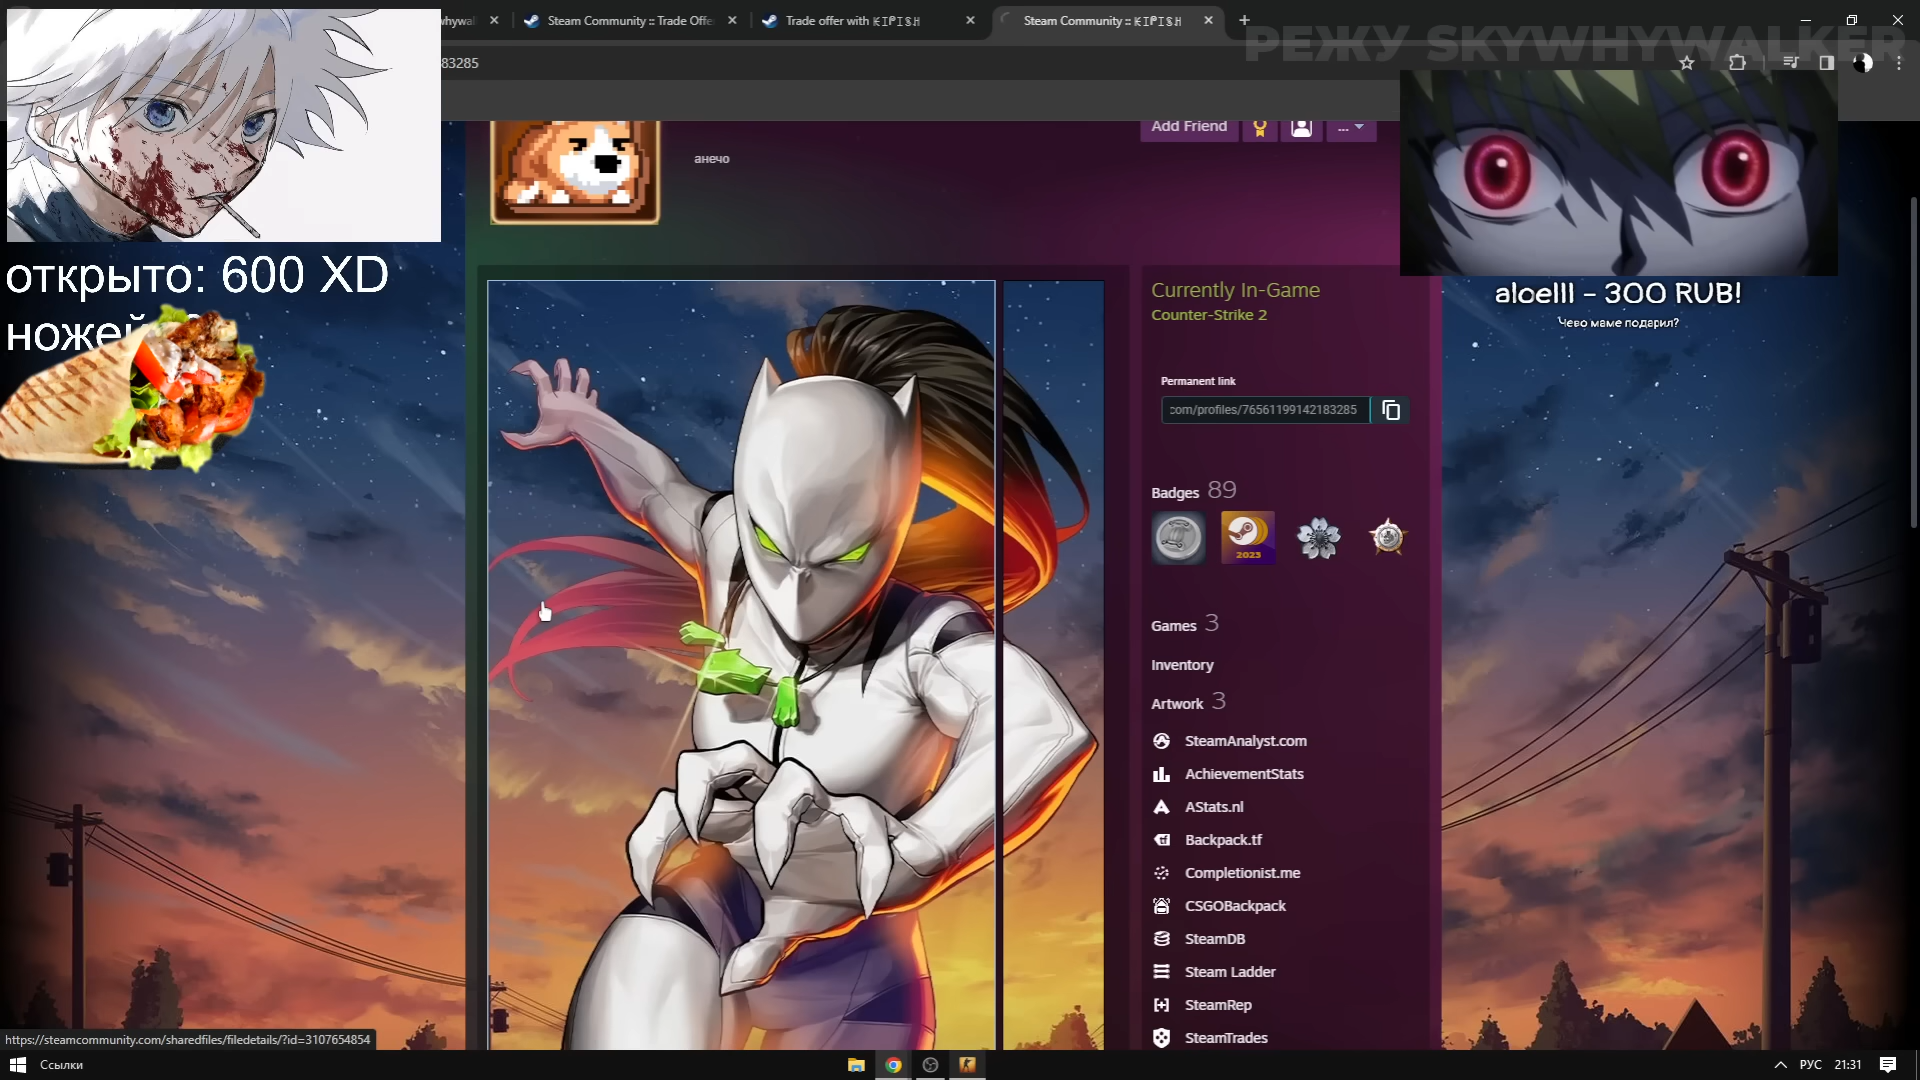 Steam Community :: Trade Offe
Trade offer with ₭ł₱ł$Ⱨ
Steam Community :: ₭ł₱ł$Ⱨ
РЕЖУ SKYWHYWALKER
83285
Add Friend
...
анечо
открыто: 600 XD
ножей
Currently In-Game
Counter-Strike 2
aloelll - 300 RUB!
Чево маме подарил?
Permanent link
com/profiles/76561199142183285
Badges 89
2023
Games 3
Inventory
Artwork 3
SteamAnalyst.com
AchievementStats
AStats.nl
Backpack.tf
Completionist.me
CSGOBackpack
SteamDB
Steam Ladder
SteamRep
SteamTrades
https://steamcommunity.com/sharedfiles/filedetails/?id=3107654854
Ссылки
РУС
21:31